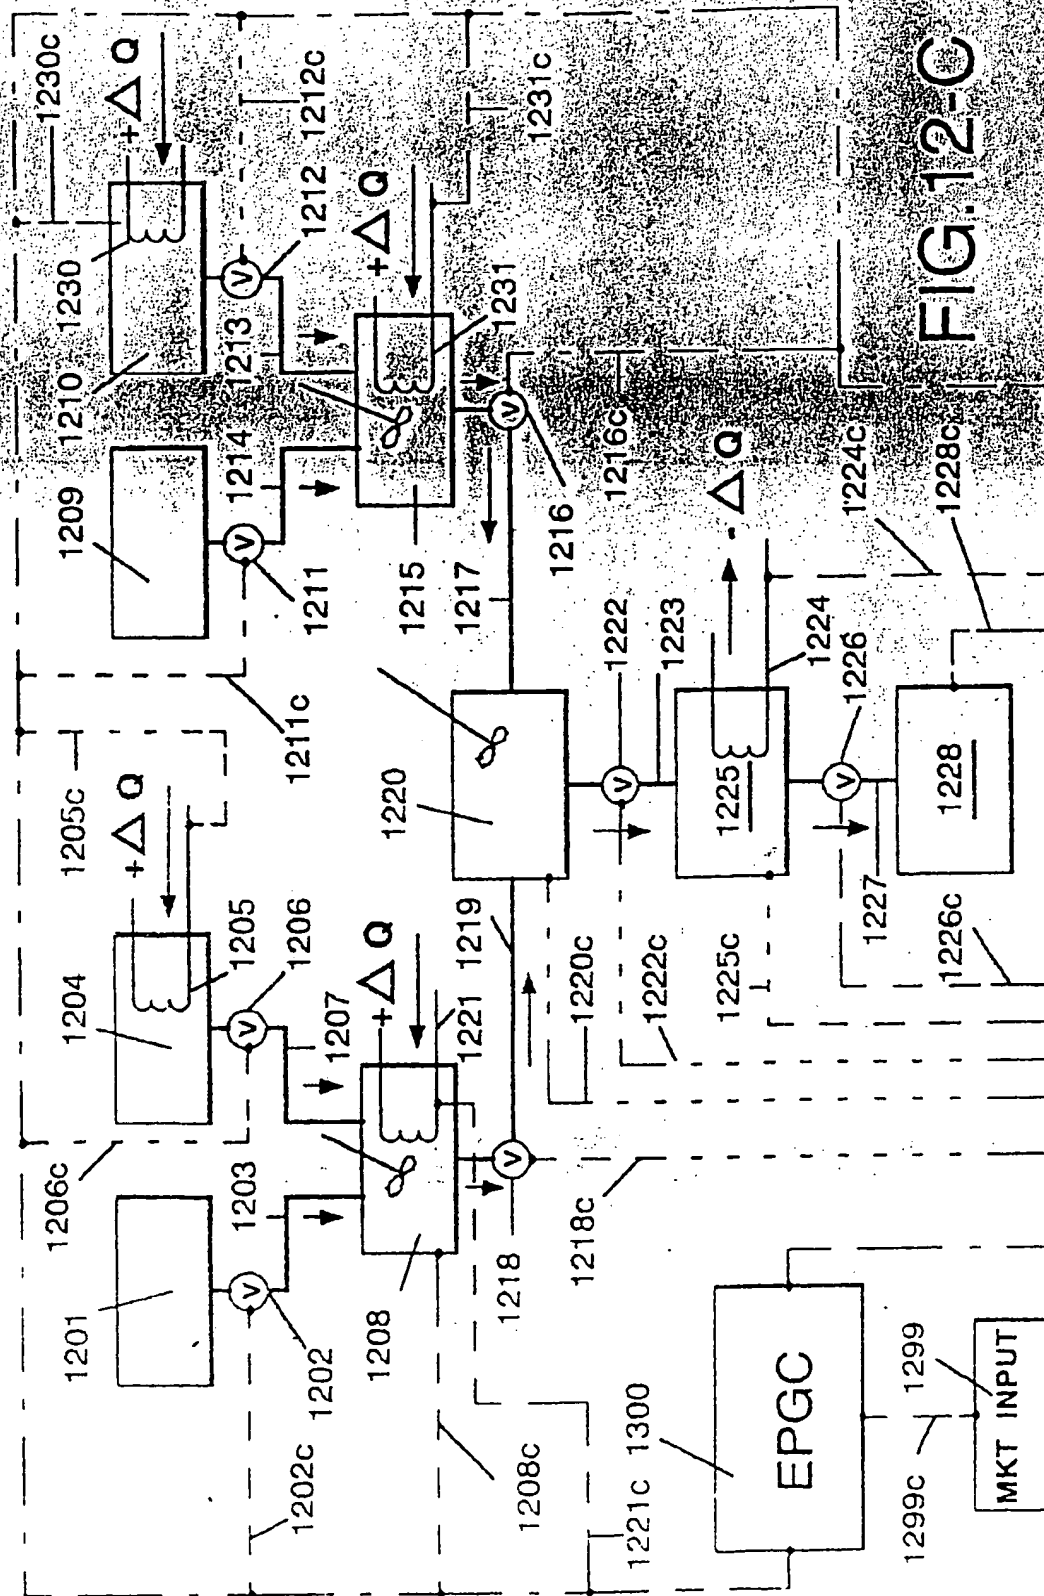 1230c
1206c
1201
1204
1205c
1209
1210
1230
+ΔQ
+ΔQ
1203
1205
1211c
1214
1213
V
V
V
V
1206
1212
1212c
1202c
1202
1207
1211
1208
+ΔQ
+ΔQ
1220
1215
1221
1219
1217
1231
1218
V
V
1231c
1208c
1216
1218c
1220c
1222
1216c
1221c
V
1222c
1223
1300
1225c
1225
-ΔQ
EPGC
1224
V
1226
1224c
1227
1299c
1299
1226c
1228
1228c
MKT INPUT
FIG. 12-C